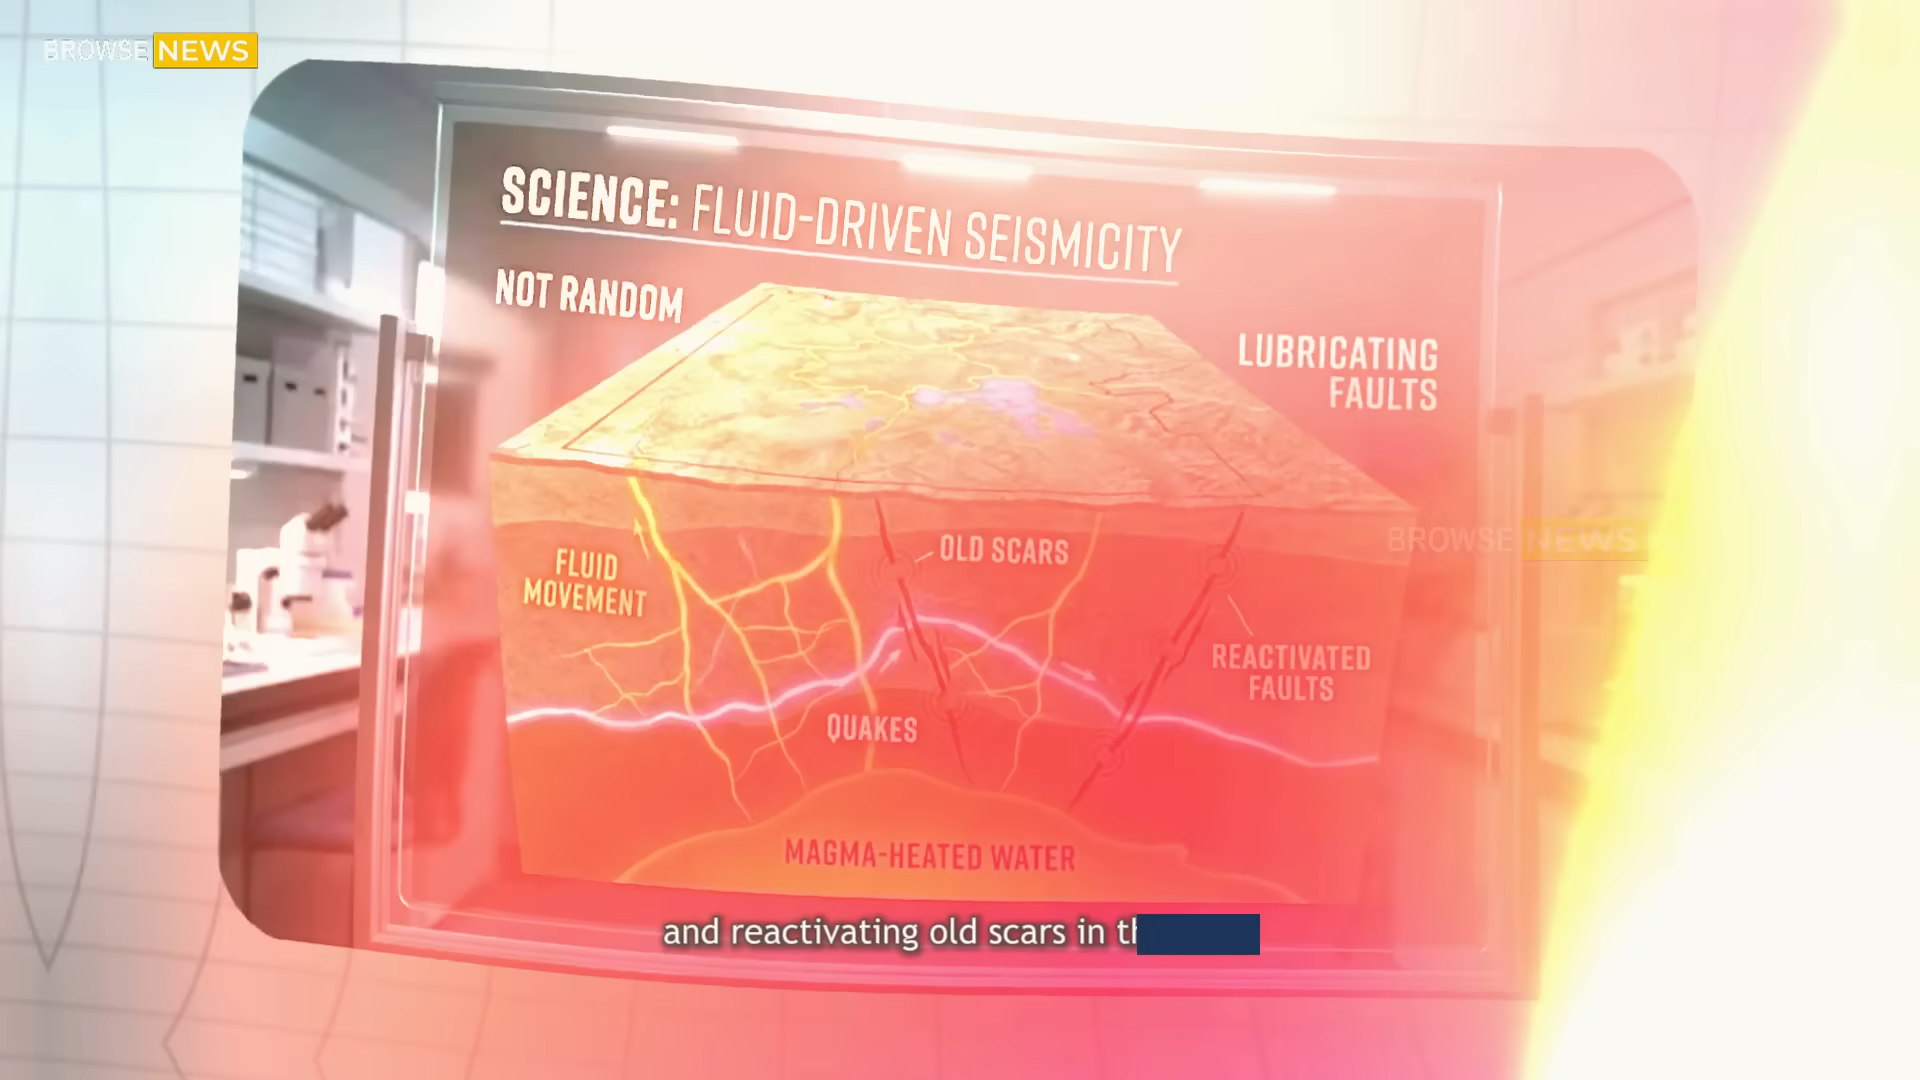 BROWSE NEWS
SCIENCE: FLUID-DRIVEN SEISMICITY
NOT RANDOM
LUBRICATING
FAULTS
OLD SCARS
BROWSE NEWS
FLUID
MOVEMENT
REACTIVATED
FAULTS
QUAKES
MAGMA-HEATED WATER
and reactivating old scars in